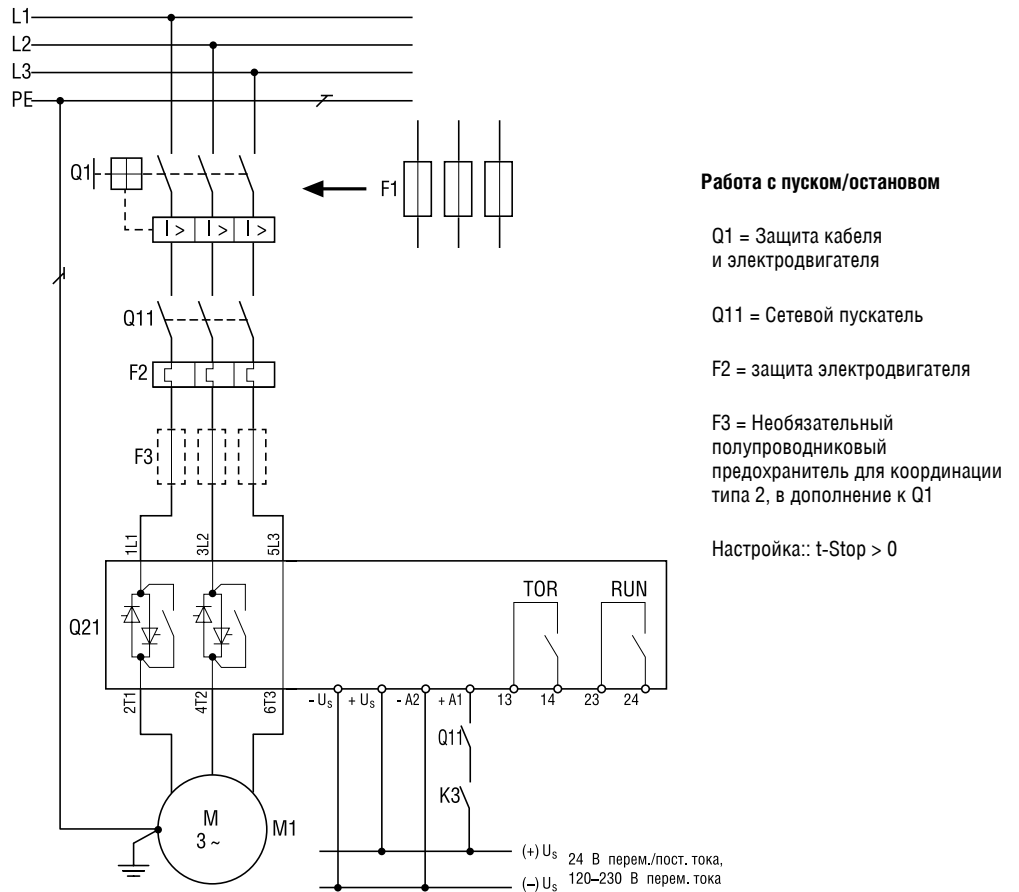 L1
L2
L3
PE
Q1
I > I > I >
F1
Q11
F2
F3
1L1 3L2 5L3
TOR RUN
Q21
2T1 4T2 6T3
- Us + Us - A2 + A1 13 14 23 24
Q11
K3
M
3 ~
M1
(+) Us
(–) Us
24 В перем./пост. тока,
120–230 В перем. тока
Работа с пуском/остановом
Q1 = Защита кабеля
и электродвигателя
Q11 = Сетевой пускатель
F2 = защита электродвигателя
F3 = Необязательный
полупроводниковый
предохранитель для координации
типа 2, в дополнение к Q1
Настройка:: t-Stop > 0